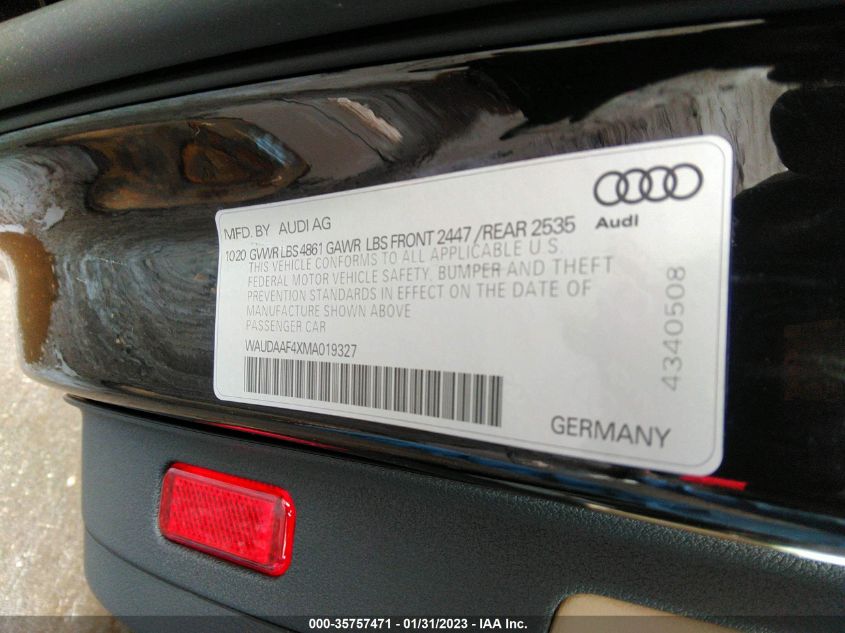 MFD. BY AUDI AG
Audi
10 20 GVWR LBS 4861 GAWR LBS FRONT 2447 /REAR 2535
THIS VEHICLE CONFORMS TO ALL APPLICABLE U S.
FEDERAL MOTOR VEHICLE SAFETY, BUMPER AND THEFT
PREVENTION STANDARDS IN EFFECT ON THE DATE OF
MANUFACTURE SHOWN ABOVE
PASSENGER CAR
WAUDAAF4XMA019327
4340508
GERMANY
000-35757471 - 01/31/2023 - IAA Inc.